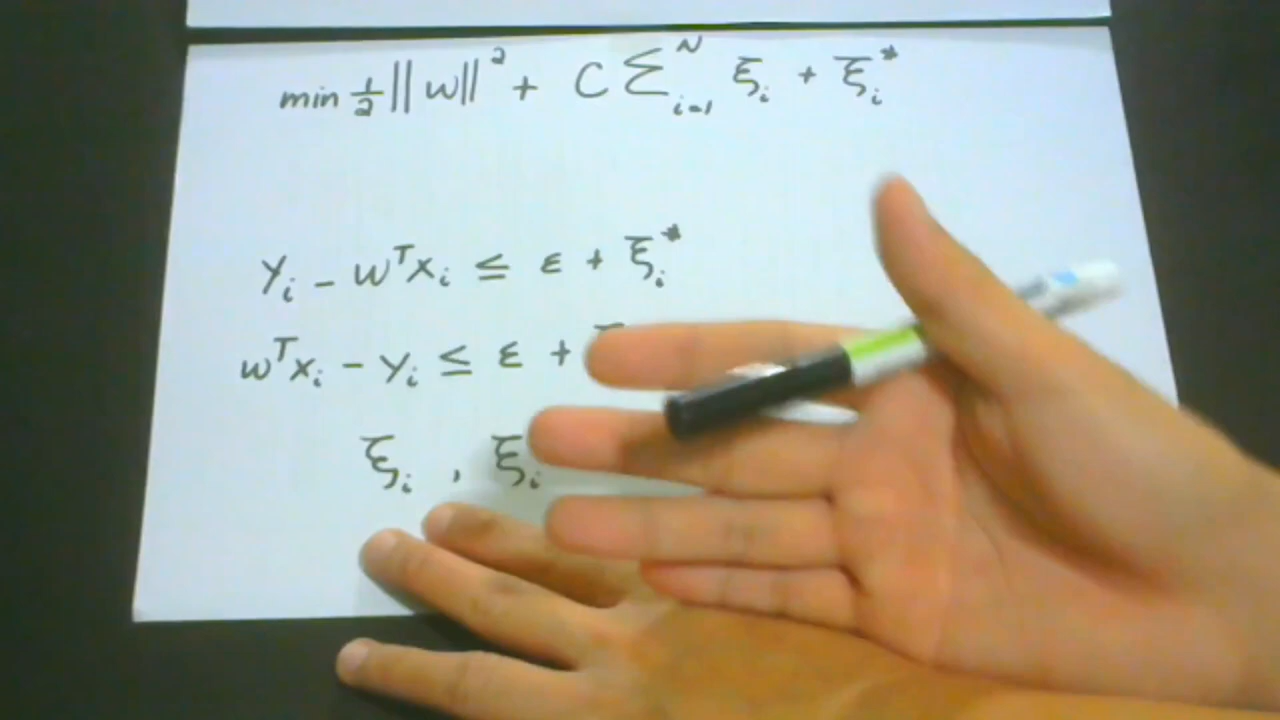 min ½ ||w||² + C Σᵢ₌₁ᴺ ξᵢ + ξᵢ*
yᵢ - wᵀxᵢ ≤ ε + ξᵢ*
wᵀxᵢ - yᵢ ≤ ε +
ξᵢ , ξᵢ